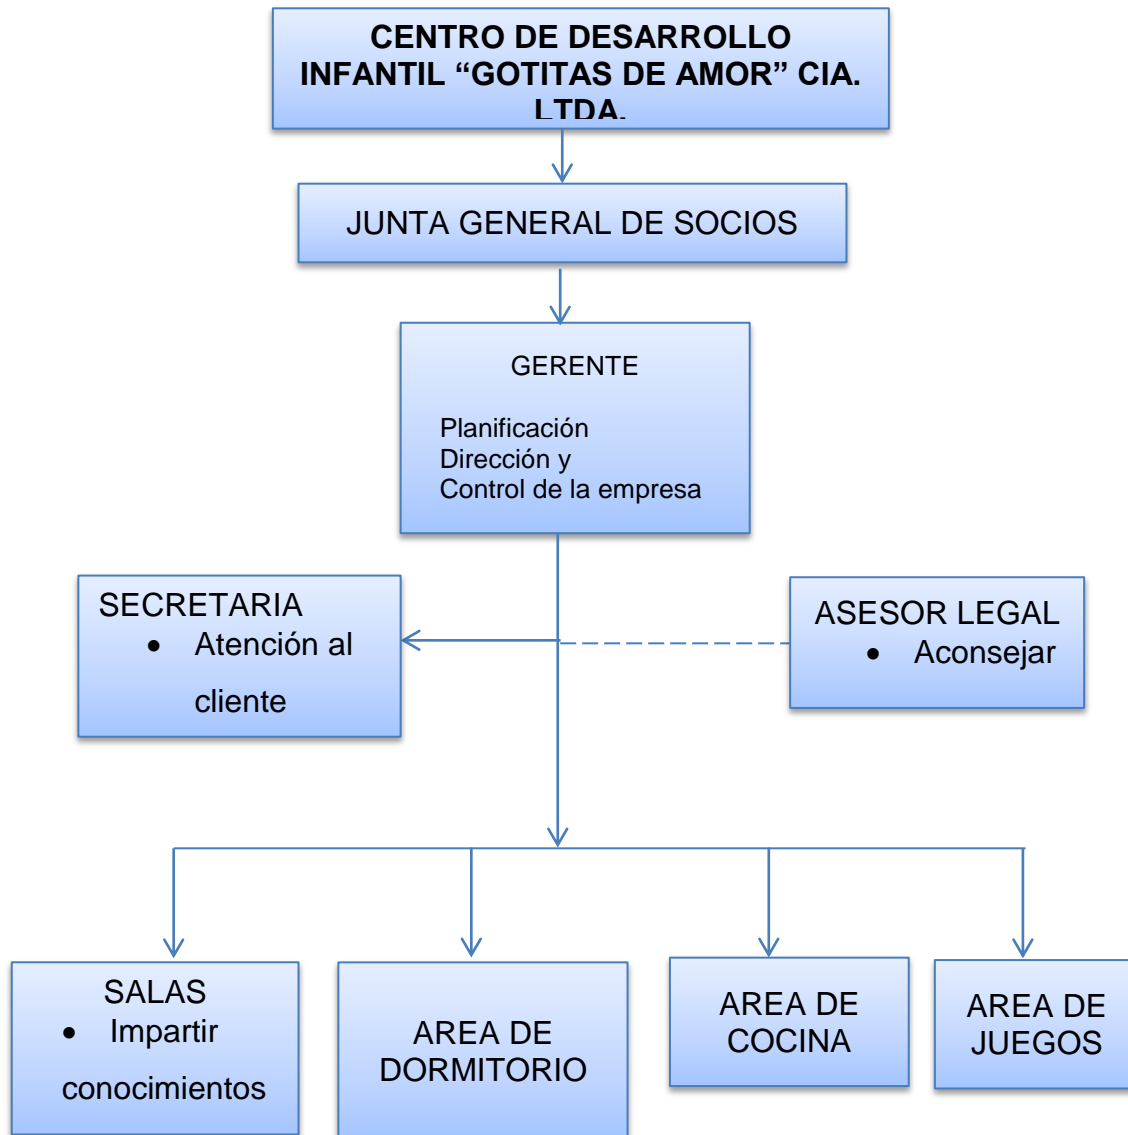 CENTRO DE DESARROLLO
INFANTIL “GOTITAS DE AMOR” CIA.
LTDA.
JUNTA GENERAL DE SOCIOS
GERENTE
Planificación
Dirección y
Control de la empresa
SECRETARIA
• Atención al
cliente
ASESOR LEGAL
• Aconsejar
SALAS
• Impartir
conocimientos
AREA DE
DORMITORIO
AREA DE
COCINA
AREA DE
JUEGOS